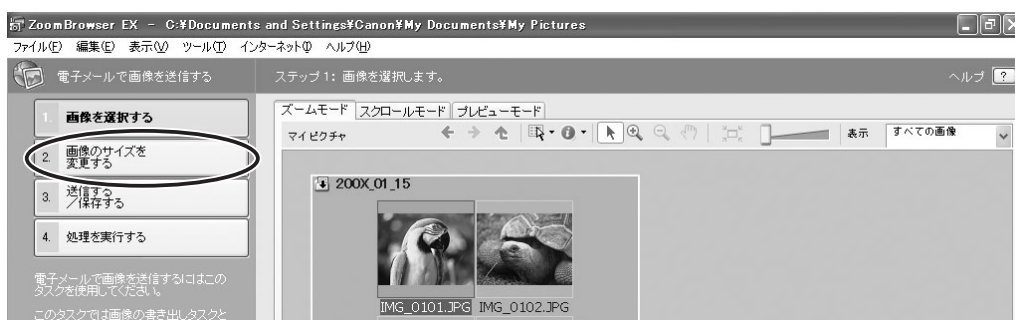 ZoomBrowser EX - C:¥Documents and Settings¥Canon¥My Documents¥My Pictures
ファイル(F) 編集(E) 表示(V) ツール(T) インターネット(I) ヘルプ(H)
電子メールで画像を送信する
ステップ1: 画像を選択します。
ヘルプ ?
1. 画像を選択する
2. 画像のサイズを
変更する
3. 送信する
／保存する
4. 処理を実行する
電子メールで画像を送信するにはこの
タスクを使用してください。
このタスクでは画像の書き出しタスクと
ズームモード スクロールモード プレビューモード
マイ ピクチャ
表示 すべての画像
200X_01_15
IMG_0101.JPG IMG_0102.JPG